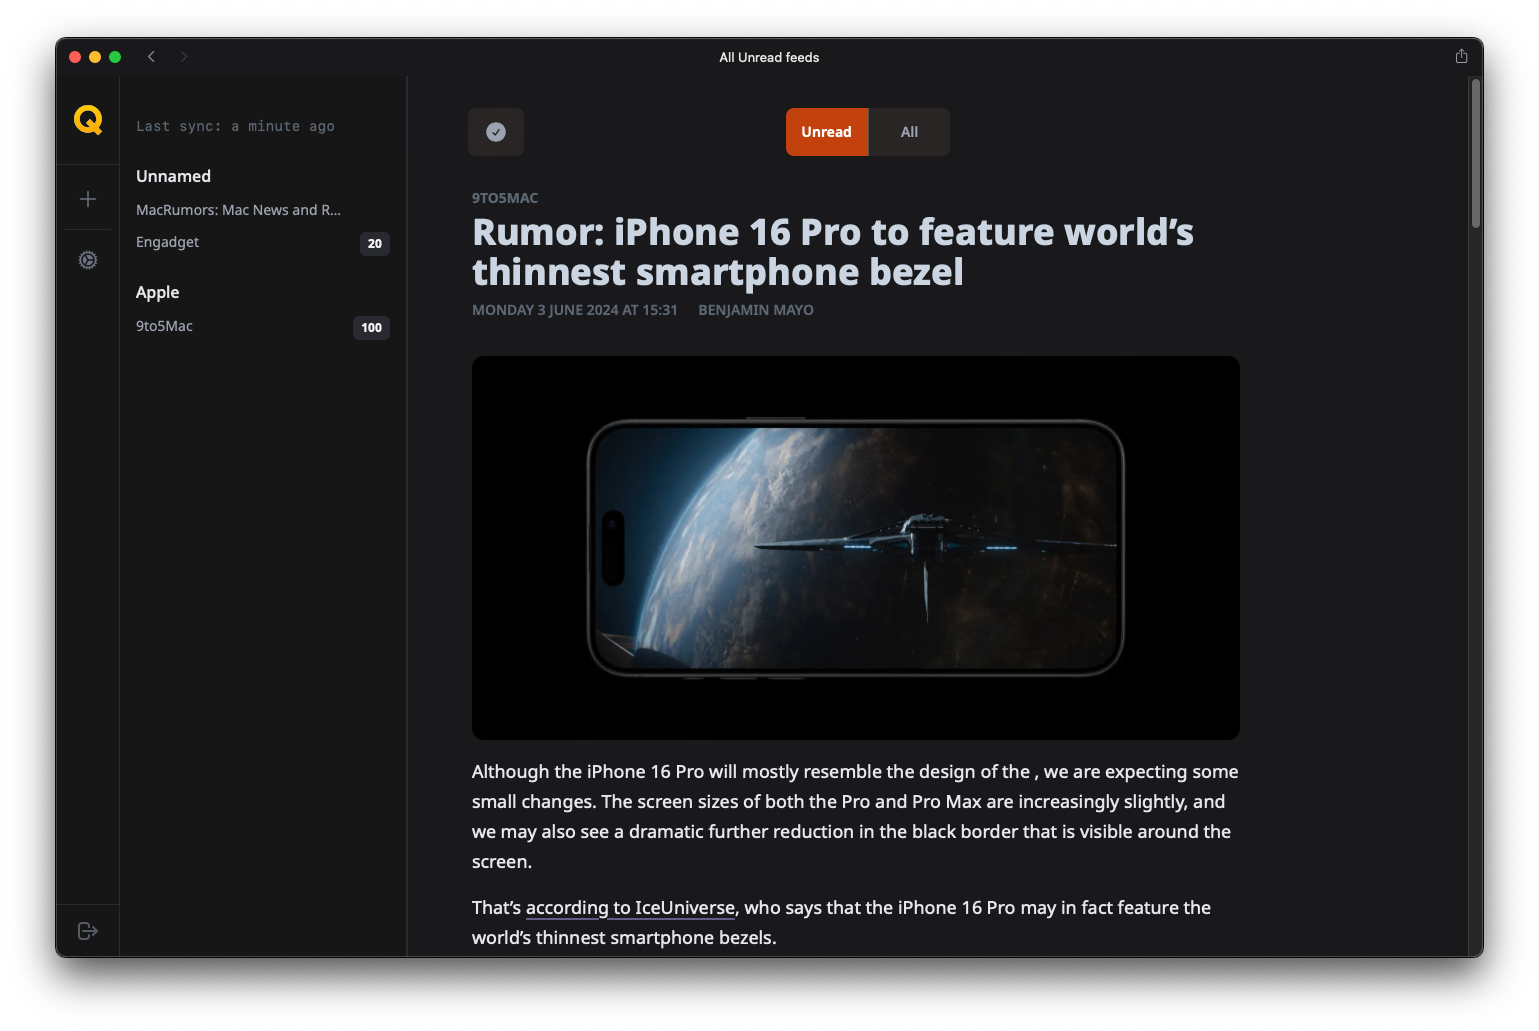 All Unread feeds
Last sync: a minute ago
Unnamed
MacRumors: Mac News and R...
Engadget 20
Apple
9to5Mac 100
Unread All
9TO5MAC
Rumor: iPhone 16 Pro to feature world’s
thinnest smartphone bezel
MONDAY 3 JUNE 2024 AT 15:31 BENJAMIN MAYO
Although the iPhone 16 Pro will mostly resemble the design of the , we are expecting some
small changes. The screen sizes of both the Pro and Pro Max are increasingly slightly, and
we may also see a dramatic further reduction in the black border that is visible around the
screen.
That’s according to IceUniverse, who says that the iPhone 16 Pro may in fact feature the
world’s thinnest smartphone bezels.